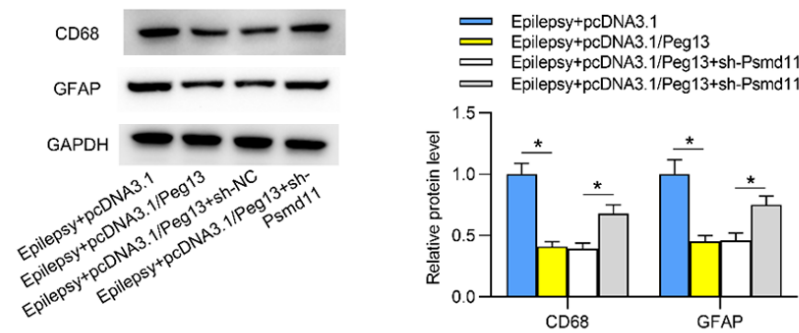 CD68
GFAP
GAPDH
Epilepsy+pcDNA3.1
Epilepsy+pcDNA3.1/Peg13
Epilepsy+pcDNA3.1/Peg13+sh-NC
Epilepsy+pcDNA3.1/Peg13+sh-
Psmd11
Epilepsy+pcDNA3.1
Epilepsy+pcDNA3.1/Peg13
Epilepsy+pcDNA3.1/Peg13+sh-Psmd11
Epilepsy+pcDNA3.1/Peg13+sh-Psmd11
Relative protein level
1.5
1.0
0.5
0.0
* * * *
CD68 GFAP